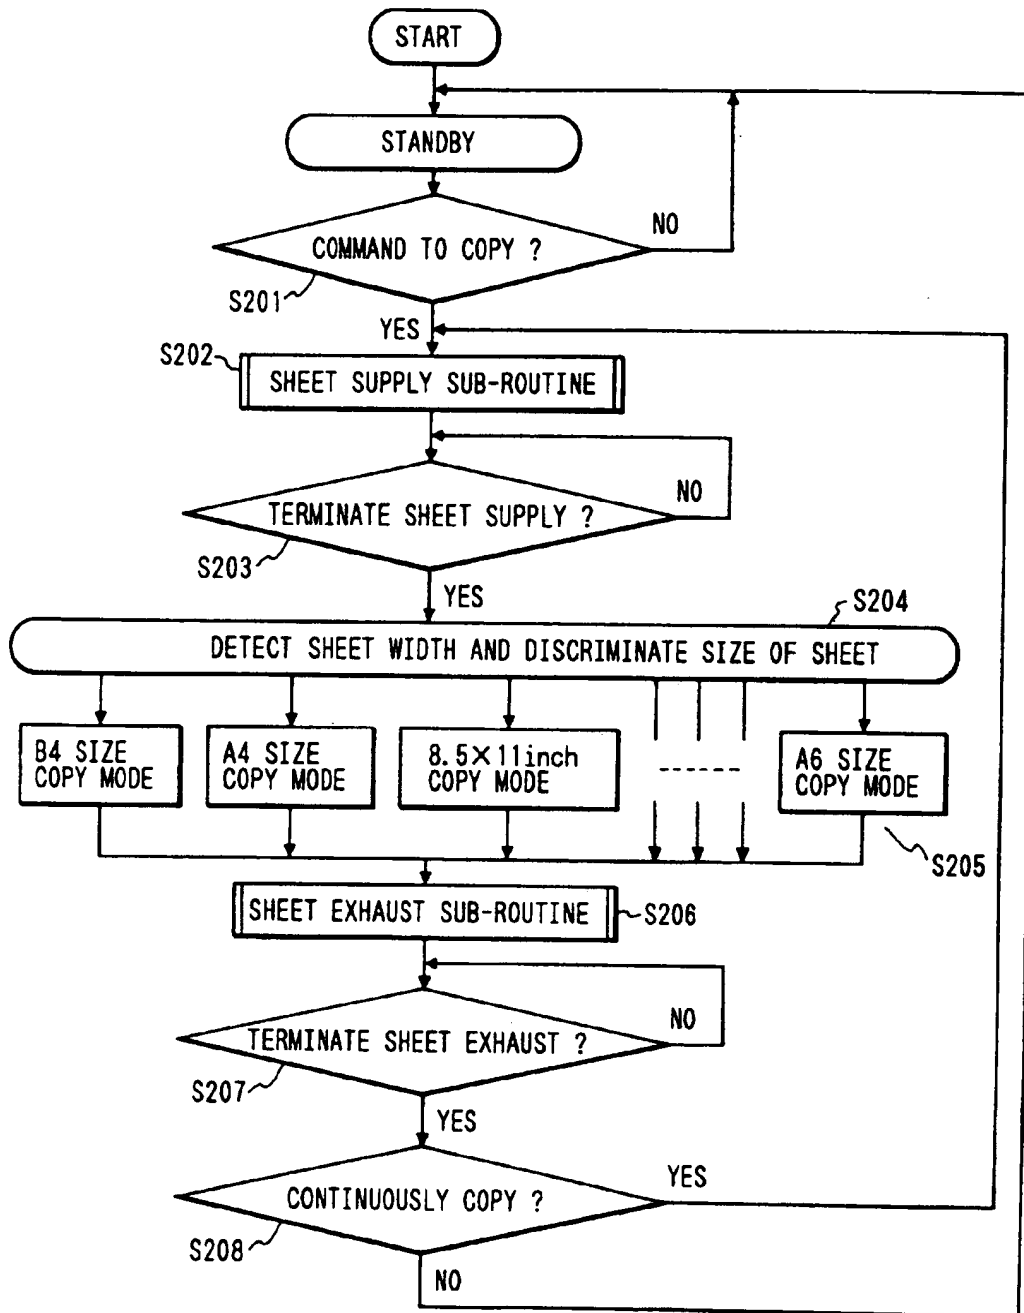 START
STANDBY
COMMAND TO COPY ?
NO
S201
YES
S202
SHEET SUPPLY SUB-ROUTINE
TERMINATE SHEET SUPPLY ?
NO
S203
YES
S204
DETECT SHEET WIDTH AND DISCRIMINATE SIZE OF SHEET
B4 SIZE
COPY MODE
A4 SIZE
COPY MODE
8.5×11inch
COPY MODE
A6 SIZE
COPY MODE
S205
SHEET EXHAUST SUB-ROUTINE
S206
TERMINATE SHEET EXHAUST ?
NO
S207
YES
CONTINUOUSLY COPY ?
YES
S208
NO